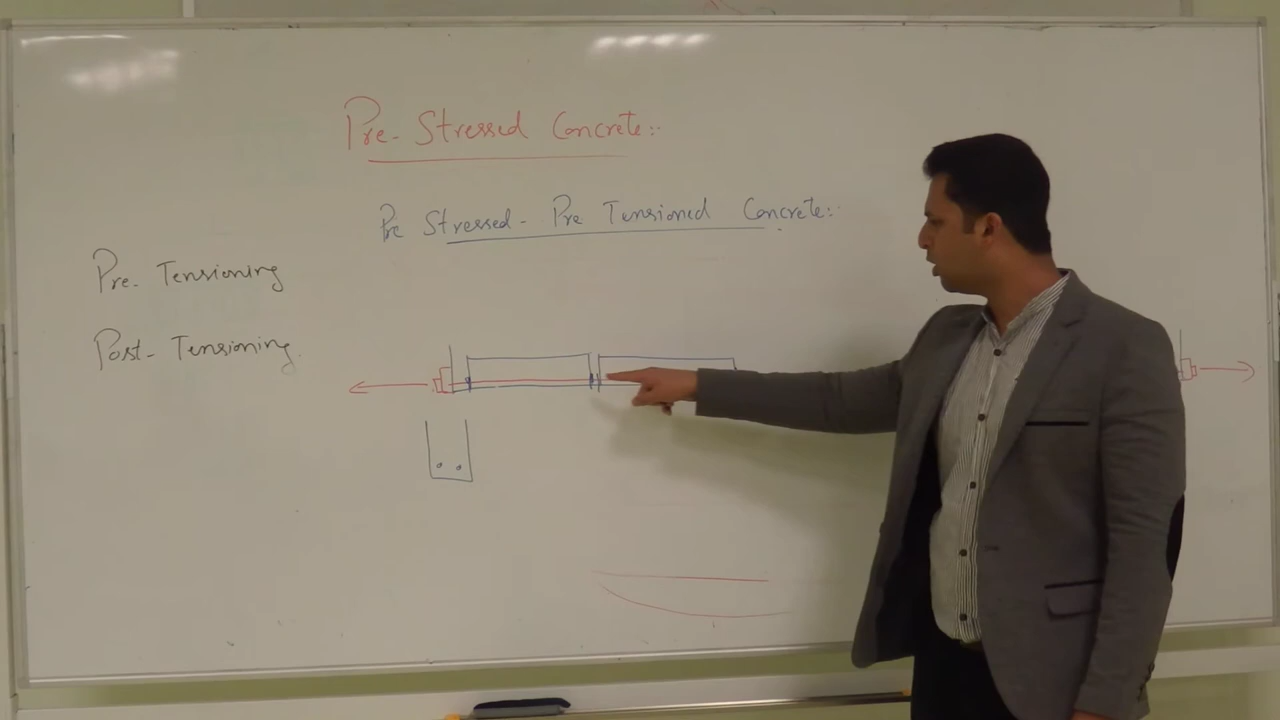 Pre-Stressed Concrete:-
Pre Stressed- Pre Tensioned Concrete:-
Pre-Tensioning
Post-Tensioning.